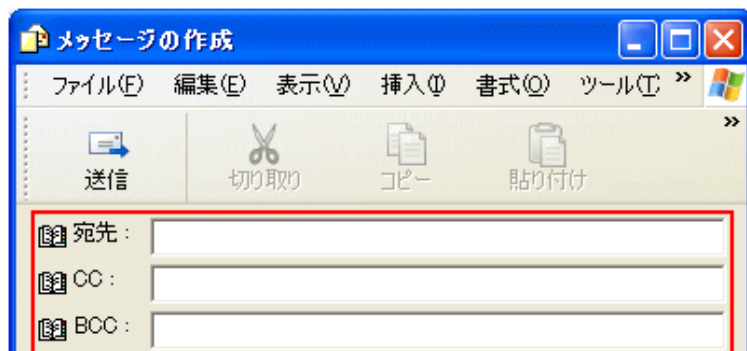 メッセージの作成
ファイル(F) 編集(E) 表示(V) 挿入(I) 書式(O) ツール(T) »
»
送信 切り取り コピー 貼り付け
宛先：
CC：
BCC：